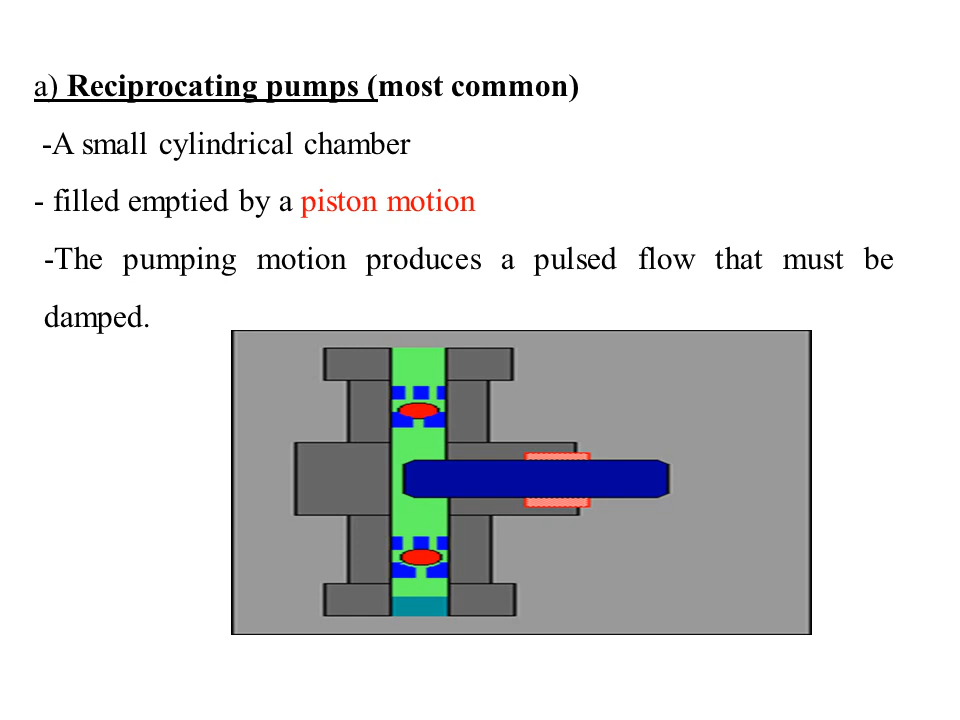 a) Reciprocating pumps (most common)
-A small cylindrical chamber
- filled emptied by a piston motion
-The pumping motion produces a pulsed flow that must be
damped.